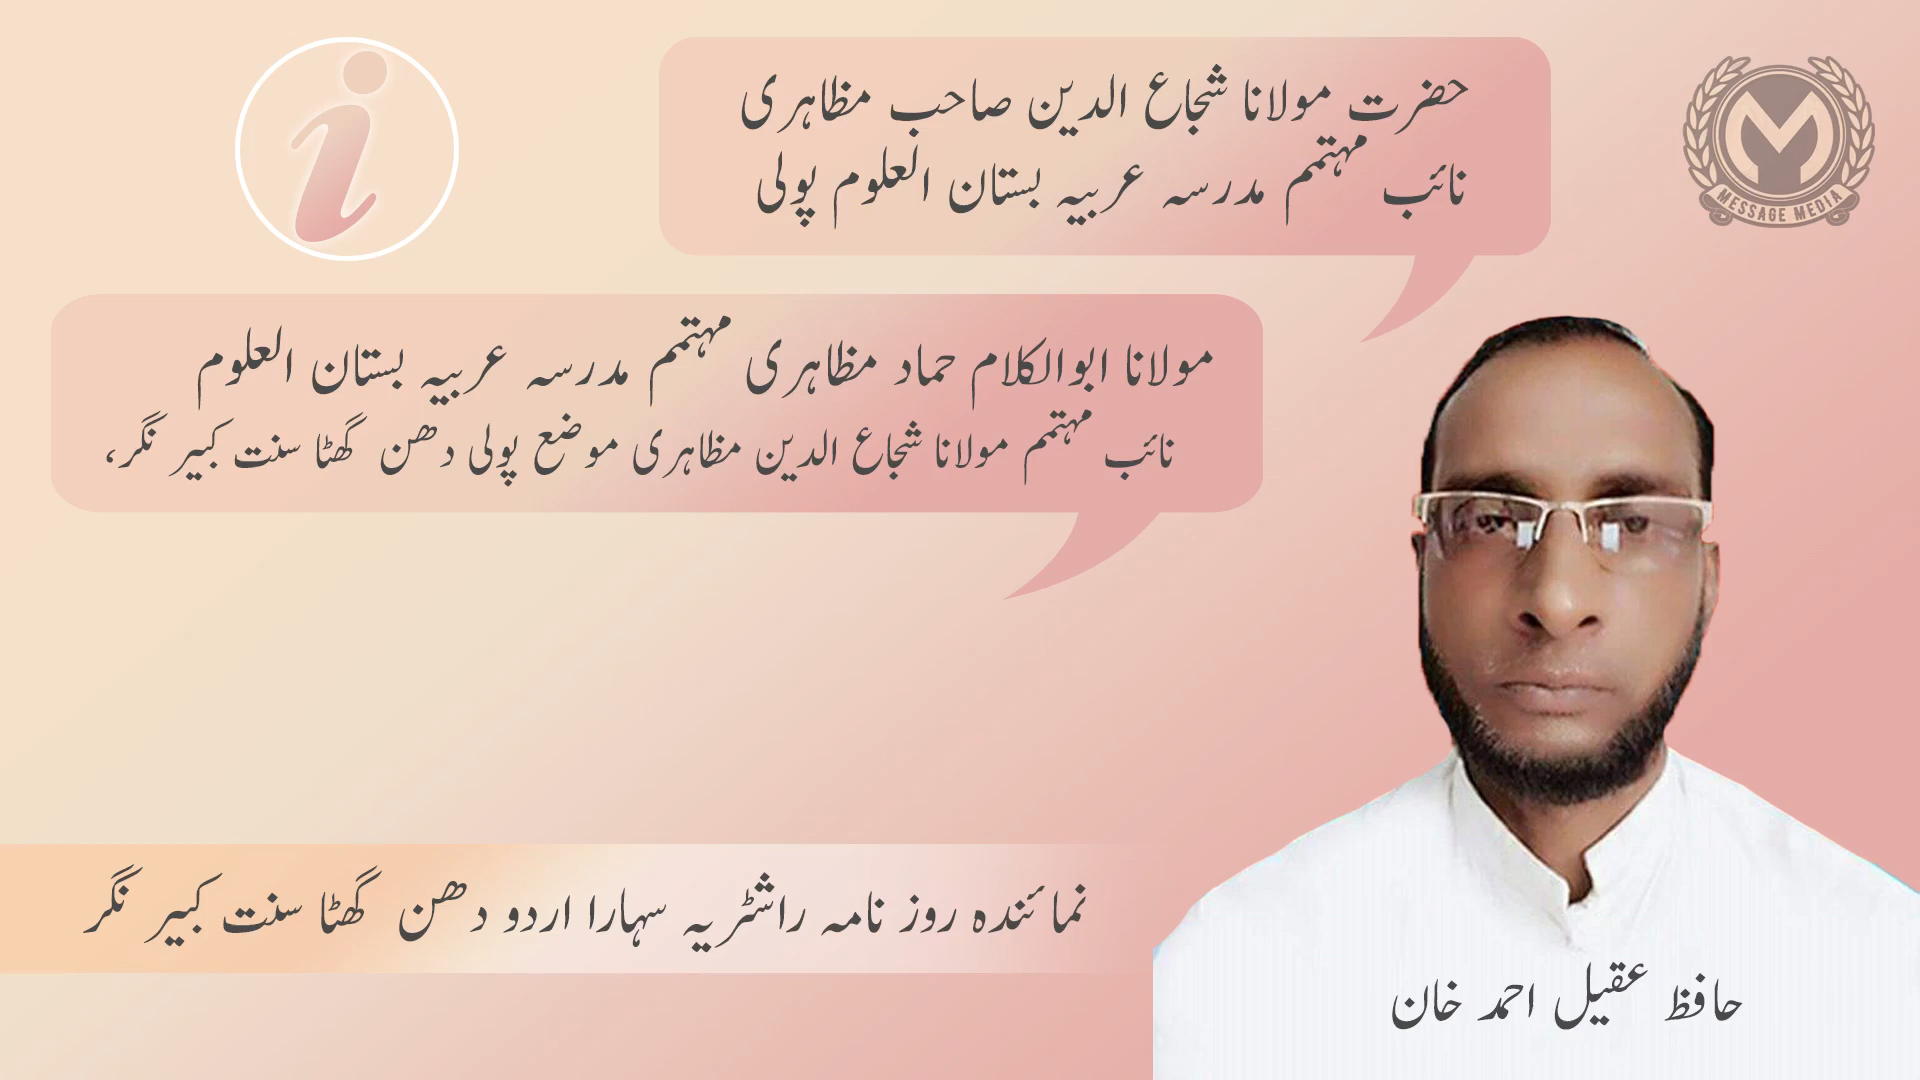 حضرت مولانا شجاع الدین صاحب مظاہری
نائب مہتمم مدرسہ عربیہ بستان العلوم پولی
MESSAGE MEDIA
مولانا ابوالکلام حماد مظاہری مہتمم مدرسہ عربیہ بستان العلوم
نائب مہتمم مولانا شجاع الدین مظاہری موضع پولی دھن گھٹا سنت کبیر نگر،
نمائندہ روز نامہ راشٹریہ سہارا اردو دھن گھٹا سنت کبیر نگر
حافظ عقیل احمد خان